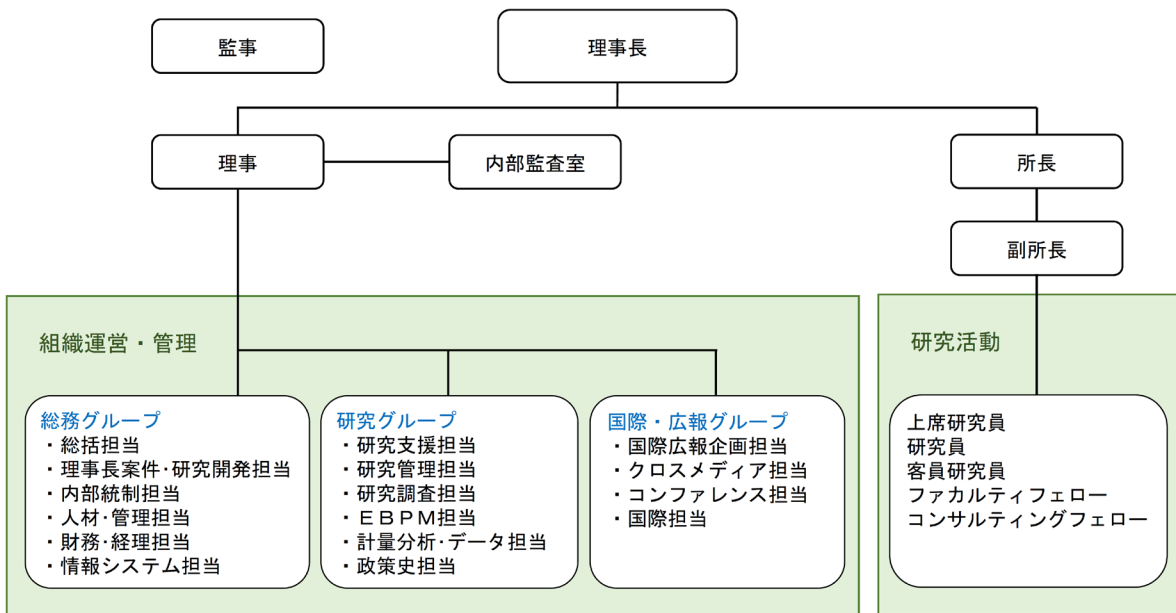 監事
理事長
理事
内部監査室
所長
副所長
組織運営・管理
総務グループ
・総括担当
・理事長案件・研究開発担当
・内部統制担当
・人材・管理担当
・財務・経理担当
・情報システム担当
研究グループ
・研究支援担当
・研究管理担当
・研究調査担当
・ＥＢＰＭ担当
・計量分析・データ担当
・政策史担当
国際・広報グループ
・国際広報企画担当
・クロスメディア担当
・コンファレンス担当
・国際担当
研究活動
上席研究員
研究員
客員研究員
ファカルティフェロー
コンサルティングフェロー